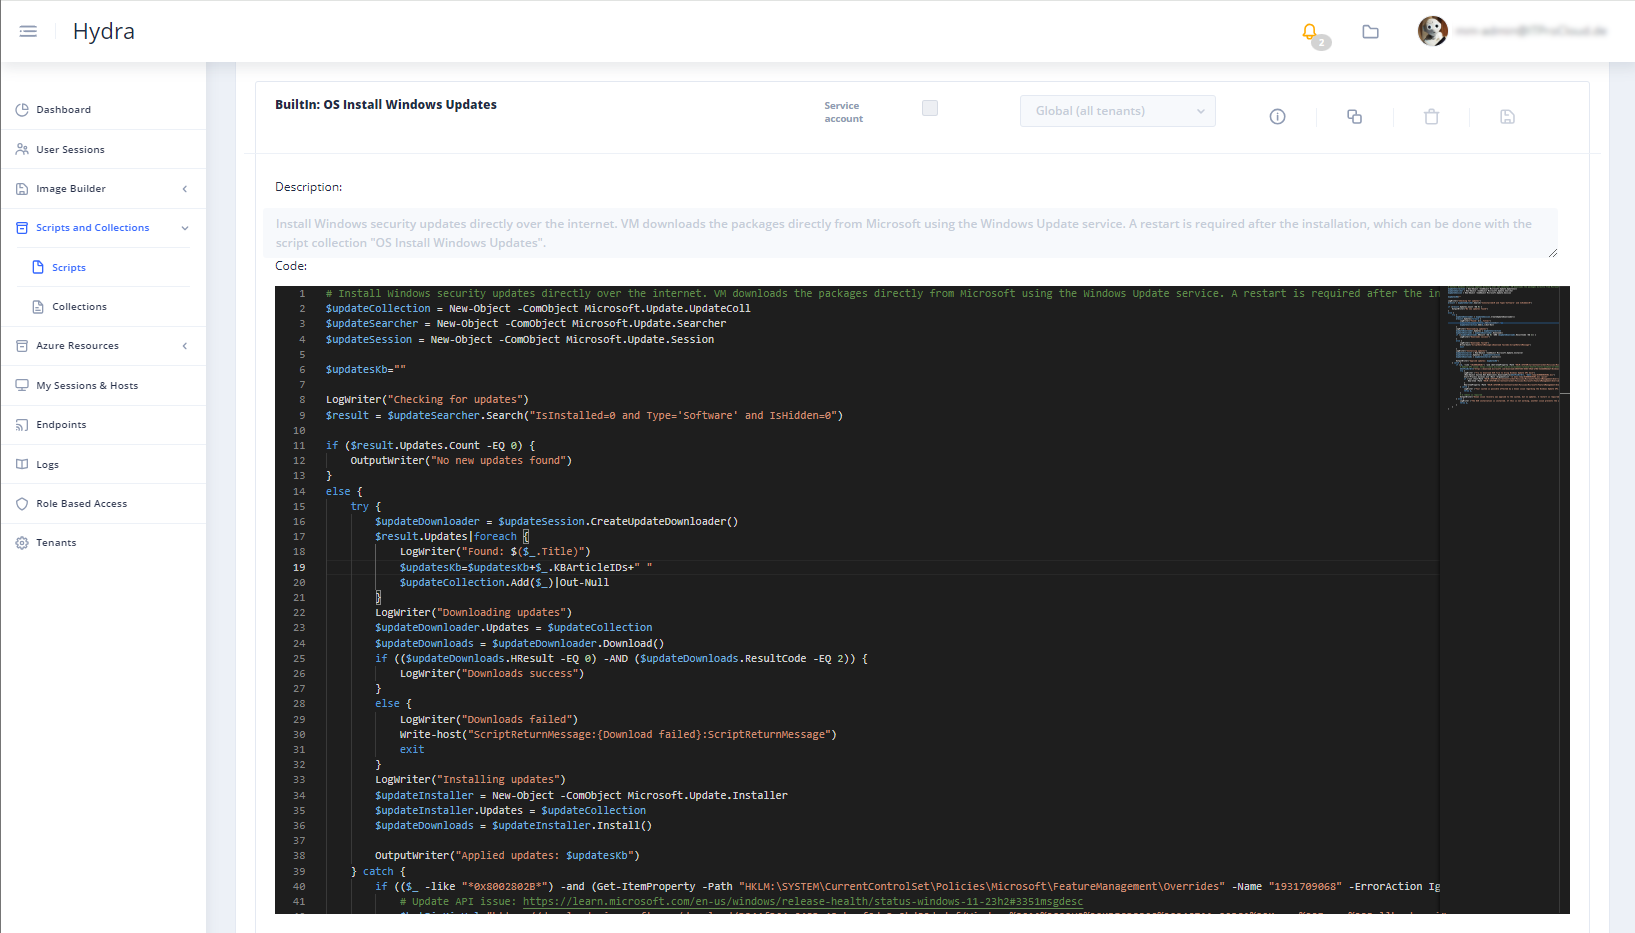 Hydra
2
Dashboard
User Sessions
Image Builder
Scripts and Collections
Scripts
Collections
Azure Resources
My Sessions & Hosts
Endpoints
Logs
Role Based Access
Tenants
BuiltIn: OS Install Windows Updates
Service
account
Global (all tenants)
Description:
Install Windows security updates directly over the internet. VM downloads the packages directly from Microsoft using the Windows Update service. A restart is required after the installation, which can be done with the
script collection "OS Install Windows Updates".
Code:
1 # Install Windows security updates directly over the internet. VM downloads the packages directly from Microsoft using the Windows Update service. A restart is required after the in
2 $updateCollection = New-Object -ComObject Microsoft.Update.UpdateColl
3 $updateSearcher = New-Object -ComObject Microsoft.Update.Searcher
4 $updateSession = New-Object -ComObject Microsoft.Update.Session
5
6 $updatesKb=""
7
8 LogWriter("Checking for updates")
9 $result = $updateSearcher.Search("IsInstalled=0 and Type='Software' and IsHidden=0")
10
11 if ($result.Updates.Count -EQ 0) {
12 OutputWriter("No new updates found")
13 }
14 else {
15 try {
16 $updateDownloader = $updateSession.CreateUpdateDownloader()
17 $result.Updates|foreach {
18 LogWriter("Found: $($_.Title)")
19 $updatesKb=$updatesKb+$_.KBArticleIDs+" "
20 $updateCollection.Add($_)|Out-Null
21 }
22 LogWriter("Downloading updates")
23 $updateDownloader.Updates = $updateCollection
24 $updateDownloads = $updateDownloader.Download()
25 if (($updateDownloads.HResult -EQ 0) -AND ($updateDownloads.ResultCode -EQ 2)) {
26 LogWriter("Downloads success")
27 }
28 else {
29 LogWriter("Downloads failed")
30 Write-host("ScriptReturnMessage:{Download failed}:ScriptReturnMessage")
31 exit
32 }
33 LogWriter("Installing updates")
34 $updateInstaller = New-Object -ComObject Microsoft.Update.Installer
35 $updateInstaller.Updates = $updateCollection
36 $updateDownloads = $updateInstaller.Install()
37
38 OutputWriter("Applied updates: $updatesKb")
39 } catch {
40 if (($_ -like "*0x8002802B*") -and (Get-ItemProperty -Path "HKLM:\SYSTEM\CurrentControlSet\Policies\Microsoft\FeatureManagement\Overrides" -Name "1931709068" -ErrorAction Ig
41 # Update API issue: https://learn.microsoft.com/en-us/windows/release-health/status-windows-11-23h2#3351msgdesc